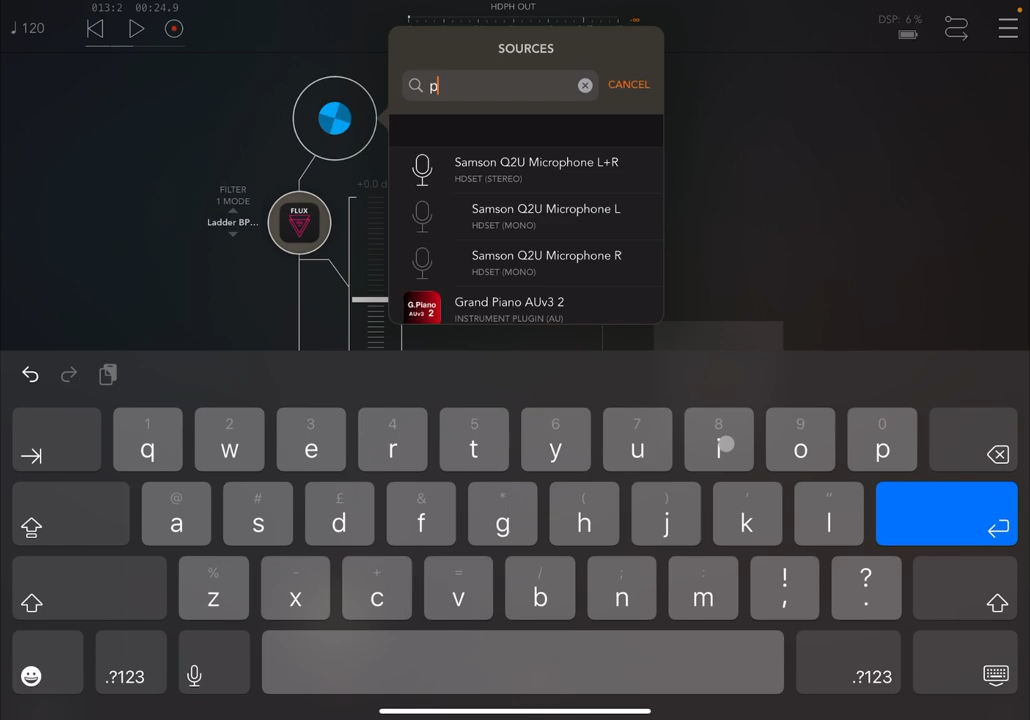 013:2 00:24.9
HDPH OUT
♩ 120
-∞
DSP: 6 %
SOURCES
p
CANCEL
Samson Q2U Microphone L+R
HDSET (STEREO)
Samson Q2U Microphone L
HDSET (MONO)
Samson Q2U Microphone R
HDSET (MONO)
G.Piano
AUv3
2
Grand Piano AUv3 2
INSTRUMENT PLUGIN (AU)
+0.0 d
FILTER
1 MODE
Ladder BP...
FLUX
1 2 3 4 5 6 7 8 9 0
q w e r t y u i o p
@ # £ & * ( ) ' "
a s d f g h j k l
% - + = / ; : ! ?
z x c v b n m , .
.?123 .?123